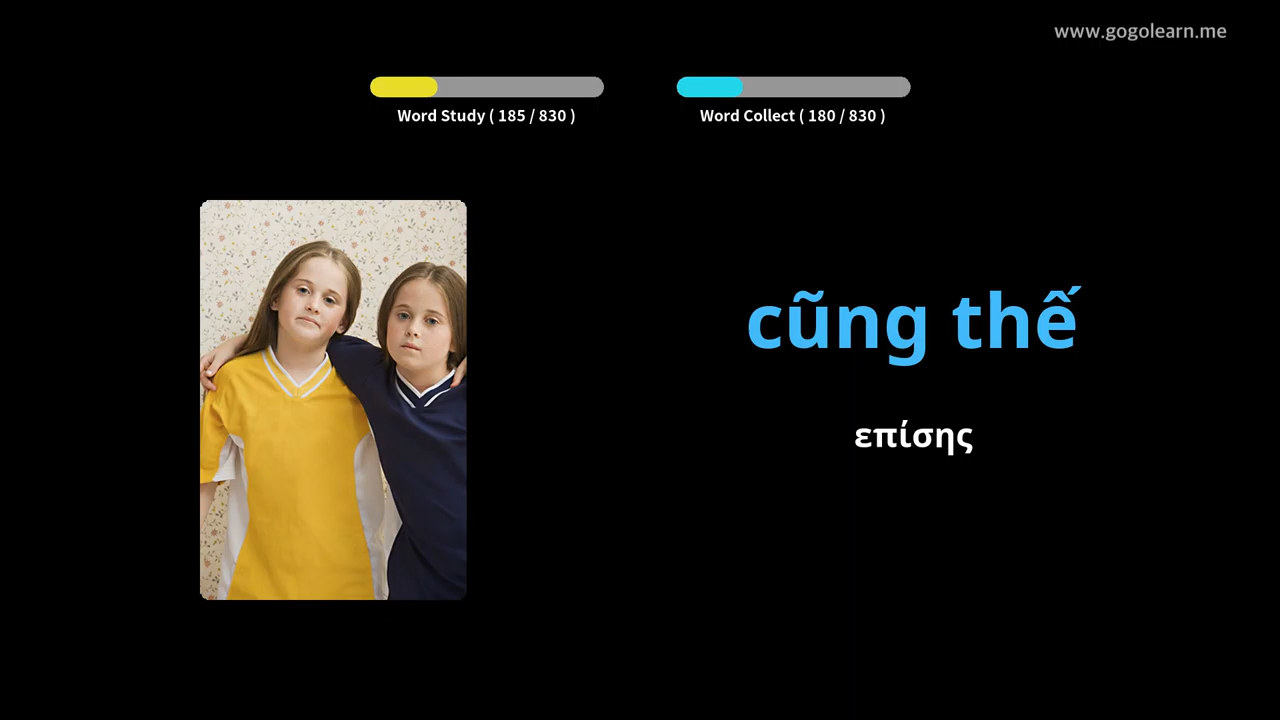 www.gogolearn.me
Word Study ( 185 / 830 )
Word Collect ( 180 / 830 )
cũng thế
επίσης